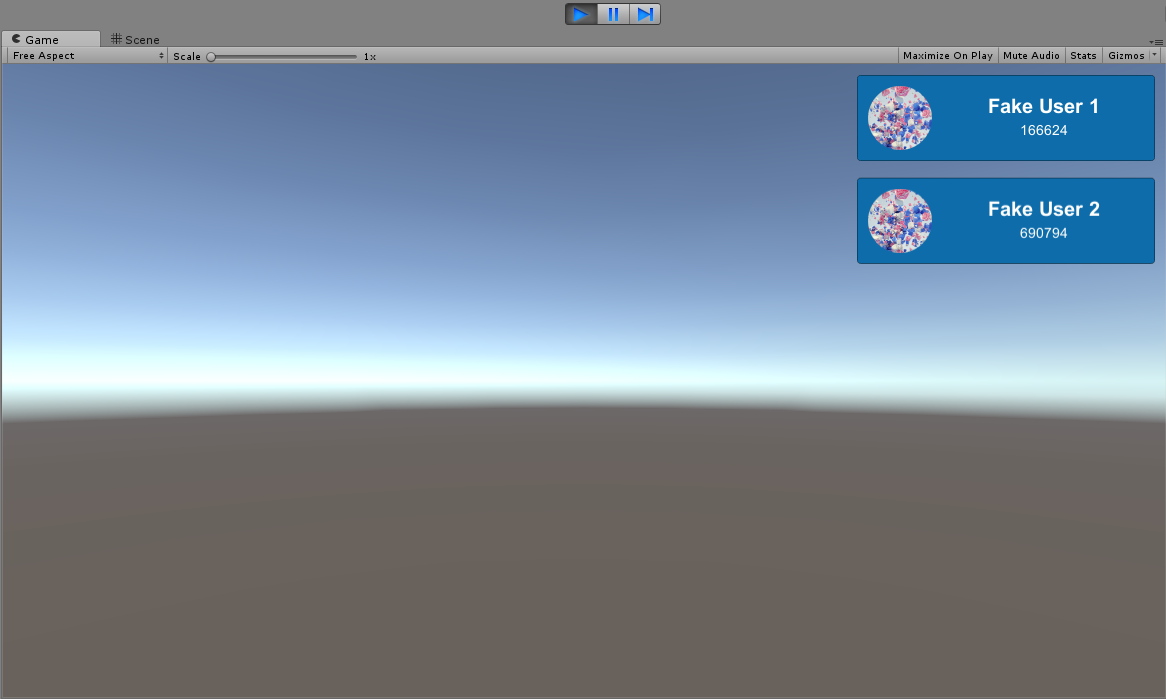 Game
Scene
Free Aspect
Scale
1x
Maximize On Play
Mute Audio
Stats
Gizmos
Fake User 1
166624
Fake User 2
690794